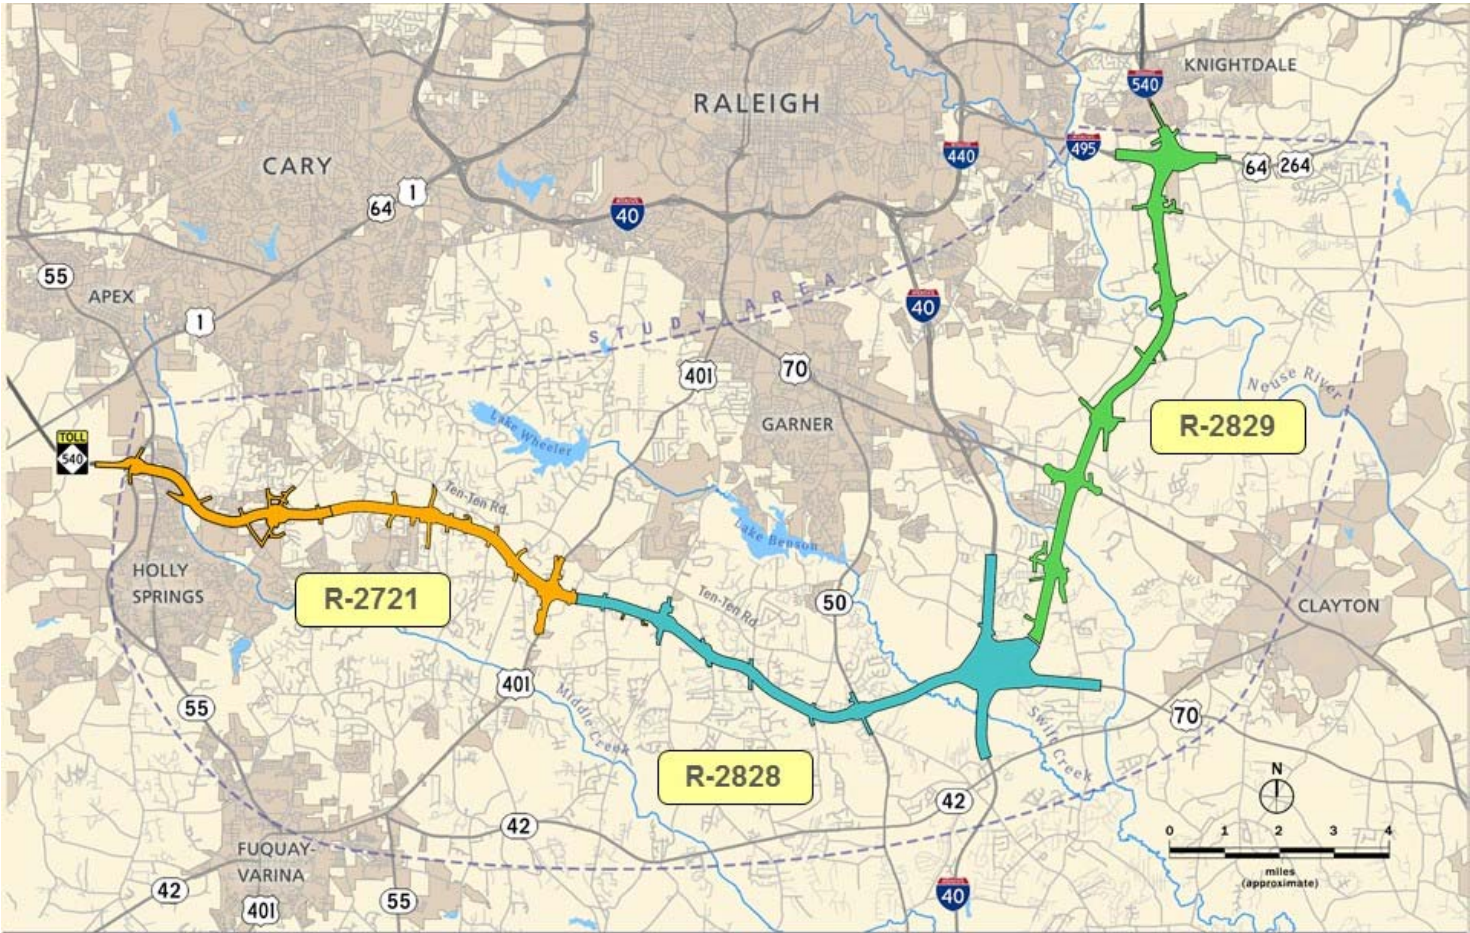 KNIGHTDALE
540
RALEIGH
495
440
CARY
64 264
1
64
40
55
APEX
1
STUDY AREA
40
401
70
Neuse River
Lake Wheeler
GARNER
R-2829
TOLL
540
Ten-Ten Rd.
Lake Benson
HOLLY
SPRINGS
R-2721
Ten-Ten Rd.
50
CLAYTON
401
55
Middle Creek
Swift Creek
70
R-2828
N
42
42
0 1 2 3 4
miles
(approximate)
FUQUAY-
VARINA
42
401
55
40